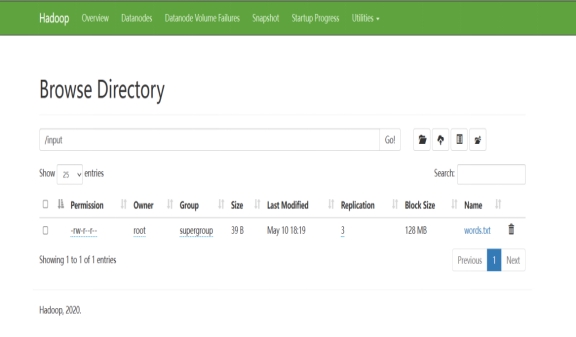 Hadoop Overview Datanodes Datanode Volume Failures Snapshot Startup Progress Utilities
Browse Directory
/input Go!
Show 25 entries Search:
Permission Owner Group Size Last Modified Replication Block Size Name
-rw-r--r-- root supergroup 39 B May 10 18:19 3 128 MB words.txt
Showing 1 to 1 of 1 entries Previous 1 Next
Hadoop, 2020.